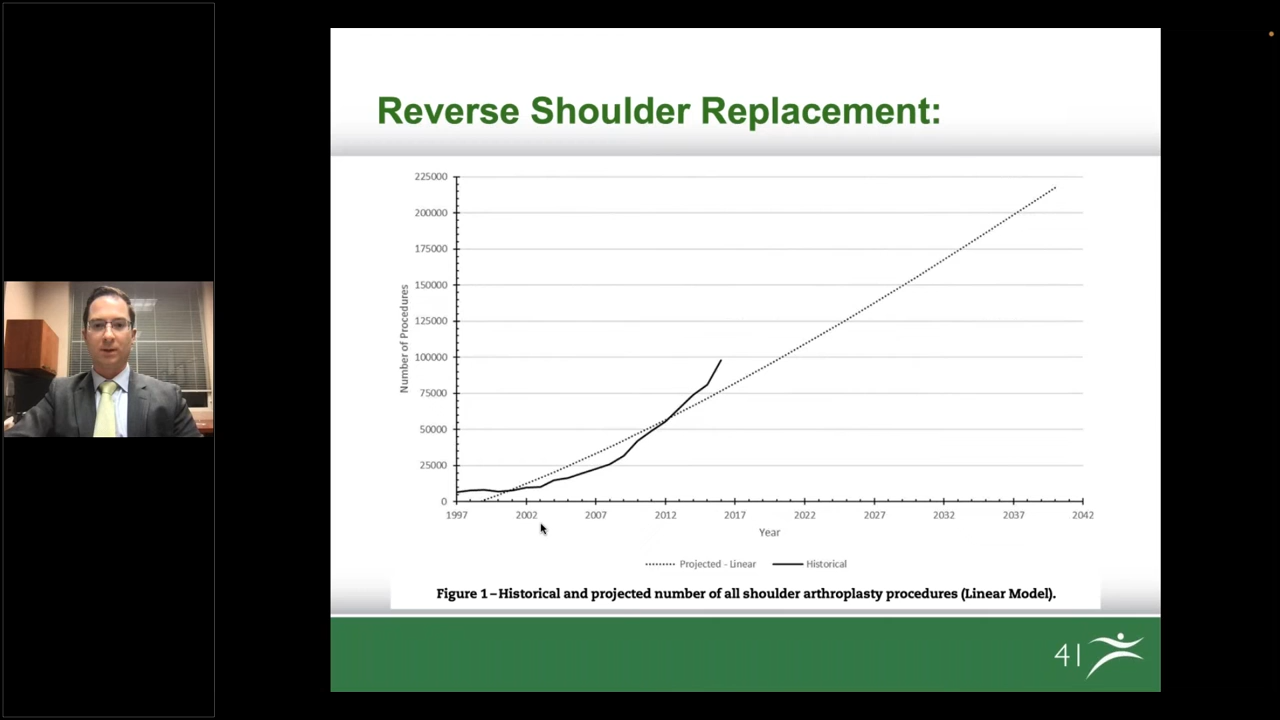 Reverse Shoulder Replacement:
225000
200000
175000
150000
125000
100000
75000
50000
25000
0
Number of Procedures
1997 2002 2007 2012 2017 2022 2027 2032 2037 2042
Year
Projected - Linear Historical
Figure 1 – Historical and projected number of all shoulder arthroplasty procedures (Linear Model).
41